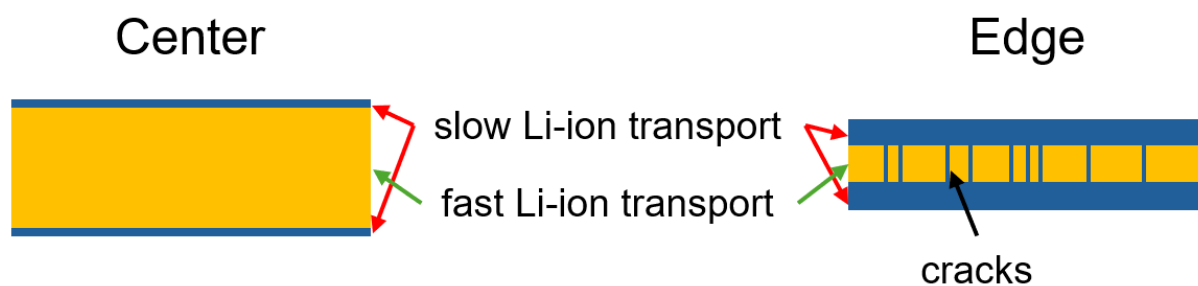 Center
Edge
slow Li-ion transport
fast Li-ion transport
cracks